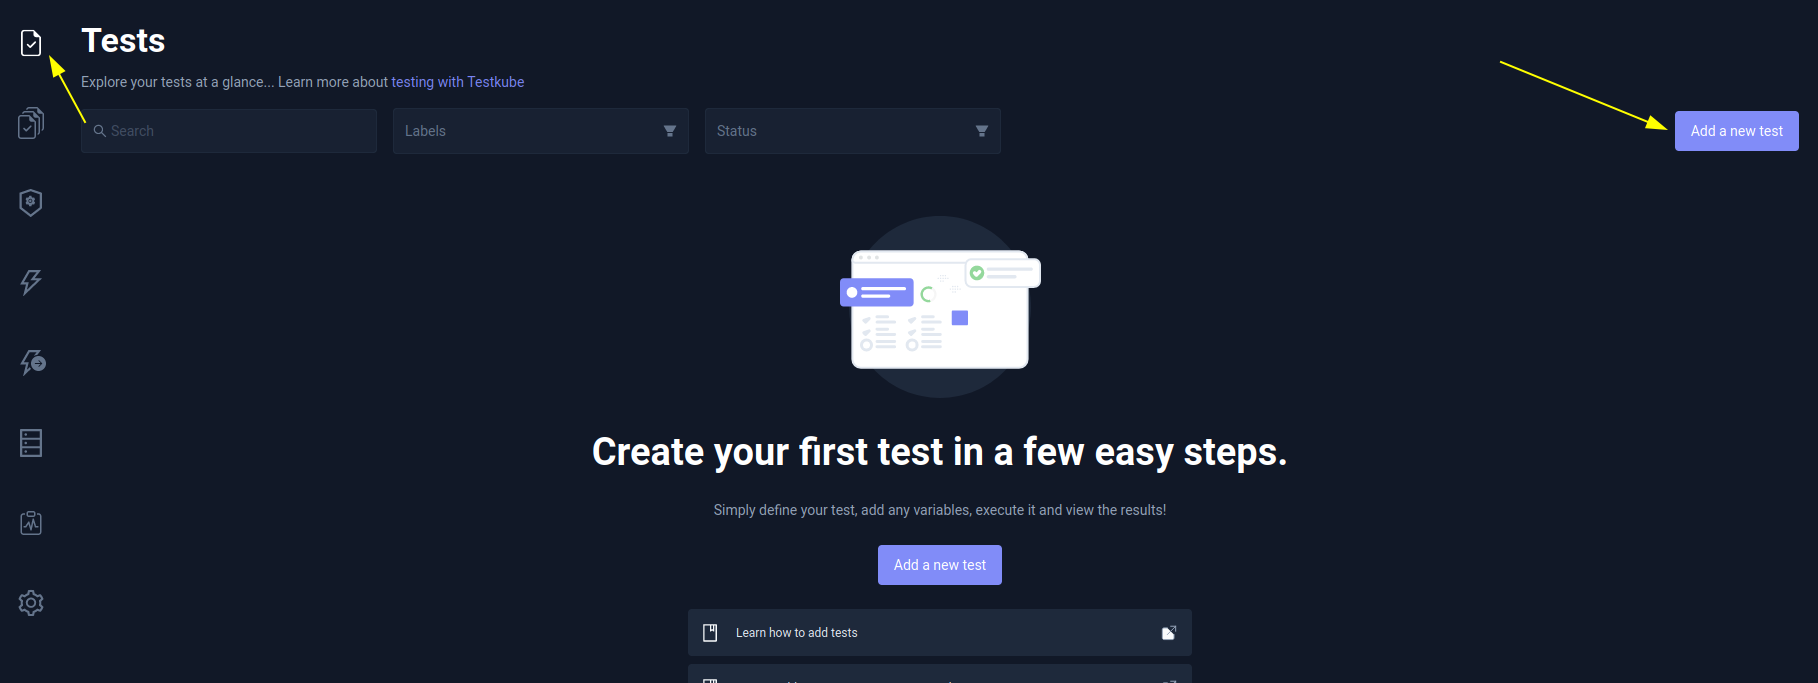 Tests
Explore your tests at a glance... Learn more about testing with Testkube
Search
Labels
Status
Add a new test
Create your first test in a few easy steps.
Simply define your test, add any variables, execute it and view the results!
Add a new test
Learn how to add tests